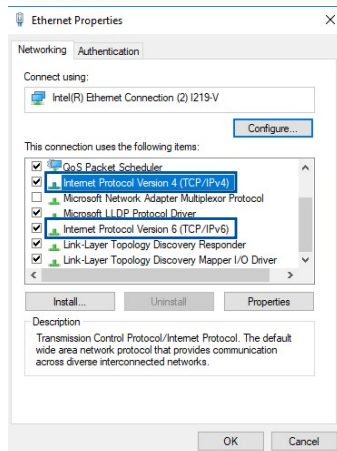 Ethernet Properties
Networking Authentication
Connect using:
Intel(R) Ethernet Connection (2) I219-V
Configure...
This connection uses the following items:
QoS Packet Scheduler
Internet Protocol Version 4 (TCP/IPv4)
Microsoft Network Adapter Multiplexor Protocol
Microsoft LLDP Protocol Driver
Internet Protocol Version 6 (TCP/IPv6)
Link-Layer Topology Discovery Responder
Link-Layer Topology Discovery Mapper I/O Driver
Install... Uninstall Properties
Description
Transmission Control Protocol/Internet Protocol. The default
wide area network protocol that provides communication
across diverse interconnected networks.
OK Cancel